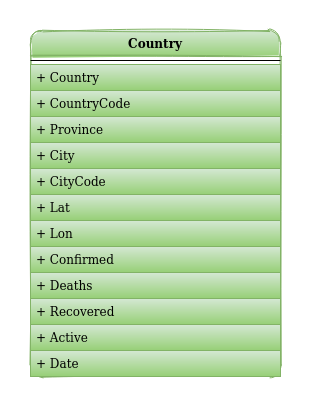 Country
+ Country
+ CountryCode
+ Province
+ City
+ CityCode
+ Lat
+ Lon
+ Confirmed
+ Deaths
+ Recovered
+ Active
+ Date